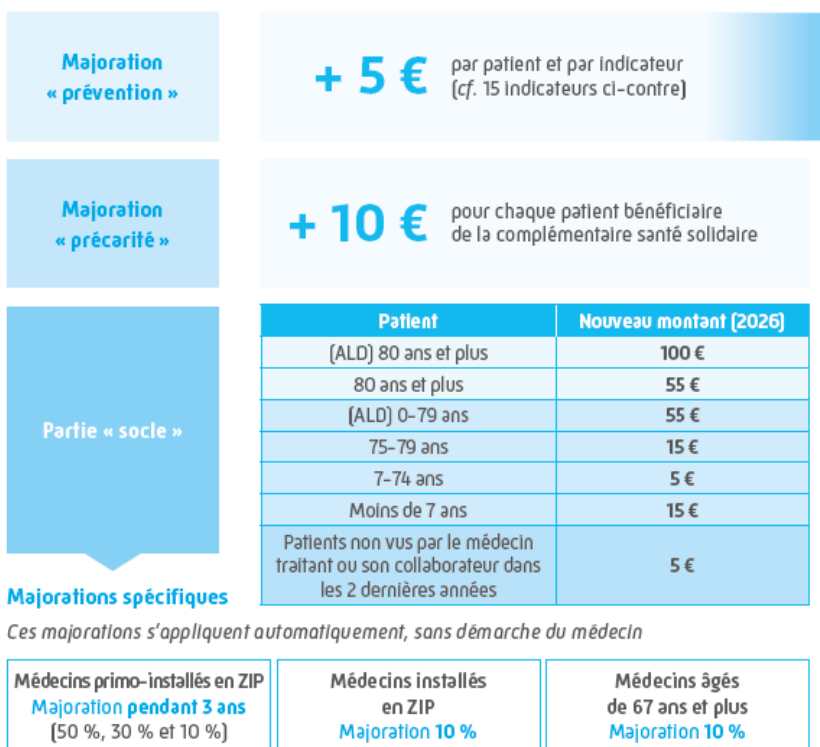 Majoration
« prévention »
+ 5 €
par patient et par indicateur
(cf. 15 indicateurs ci-contre)
Majoration
« précarité »
+ 10 €
pour chaque patient bénéficiaire
de la complémentaire santé solidaire
Partie « socle »
Patient Nouveau montant (2026)
(ALD) 80 ans et plus 100 €
80 ans et plus 55 €
(ALD) 0-79 ans 55 €
75-79 ans 15 €
7-74 ans 5 €
Moins de 7 ans 15 €
Patients non vus par le médecin
traitant ou son collaborateur dans
les 2 dernières années
5 €
Majorations spécifiques
Ces majorations s'appliquent automatiquement, sans démarche du médecin
Médecins primo-installés en ZIP
Majoration pendant 3 ans
(50 %, 30 % et 10 %)
Médecins installés
en ZIP
Majoration 10 %
Médecins âgés
de 67 ans et plus
Majoration 10 %